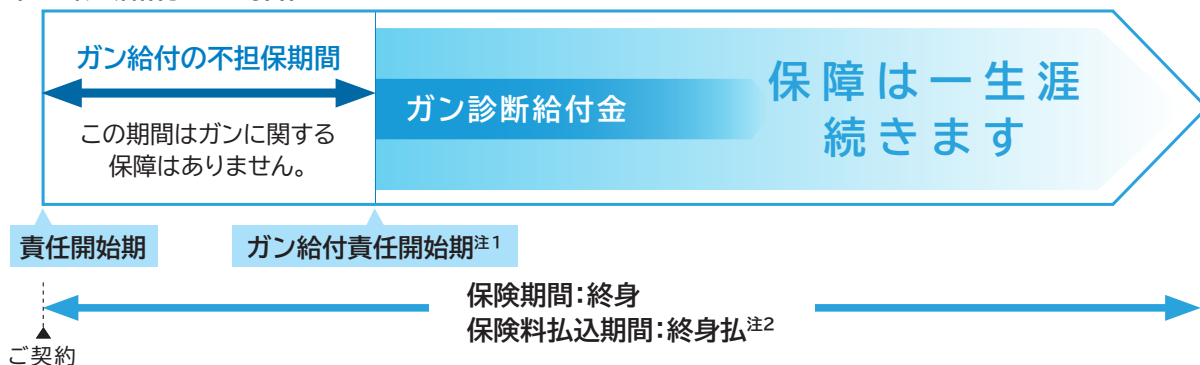 ガン給付の不担保期間
この期間はガンに関する
保障はありません。
ガン診断給付金
保障は一生涯
続きます
責任開始期
ガン給付責任開始期注1
保険期間：終身
保険料払込期間：終身払注2
ご契約